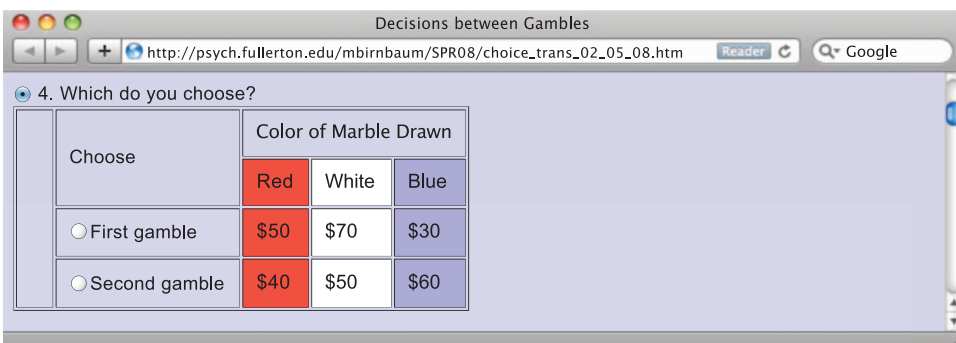 Decisions between Gambles
http://psych.fullerton.edu/mbirnbaum/SPR08/choice_trans_02_05_08.htm Reader Google
4. Which do you choose?
Choose Color of Marble Drawn
Red White Blue
First gamble $50 $70 $30
Second gamble $40 $50 $60